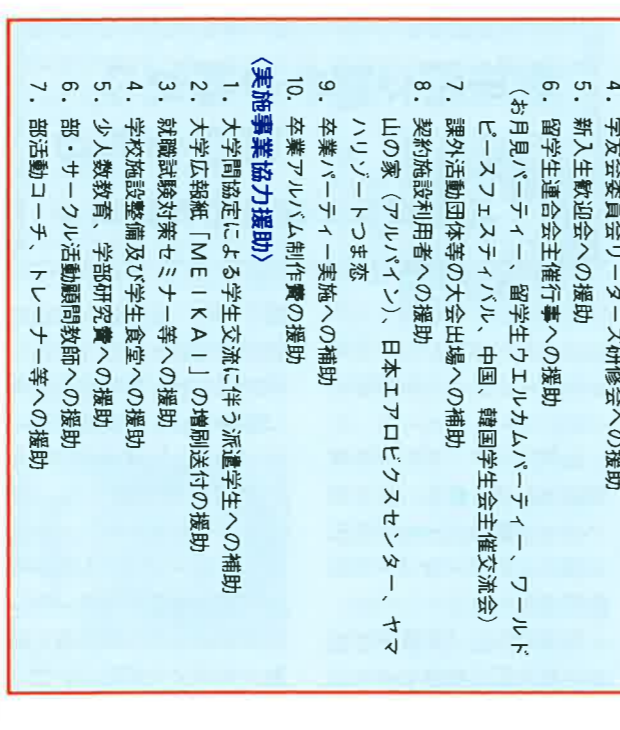 4．学友会委員会リーダーズ研修会への援助
5．新入生歓迎会への援助
6．留学生連合会主催行事への援助
（お月見パーティー、留学生ウエルカムパーティー、ワールド
ピースフェスティバル、中国、韓国学生会主催交流会）
7．課外活動団体等の大会出場への補助
8．契約施設利用者への援助
山の家（アルパイン）、日本エアロビクスセンター、ヤマ
ハリゾートつま恋
9．卒業パーティー実施への補助
10．卒業アルバム制作費の援助
〈実施事業協力援助〉
1．大学間協定による学生交流に伴う派遣学生への補助
2．大学広報紙「ＭＥＩＫＡＩ」の増刷送付の援助
3．就職試験対策セミナー等への援助
4．学校施設整備及び学生食堂への援助
5．少人数教育、学部研究費への援助
6．部・サークル活動顧問教師への援助
7．部活動コーチ、トレーナー等への援助